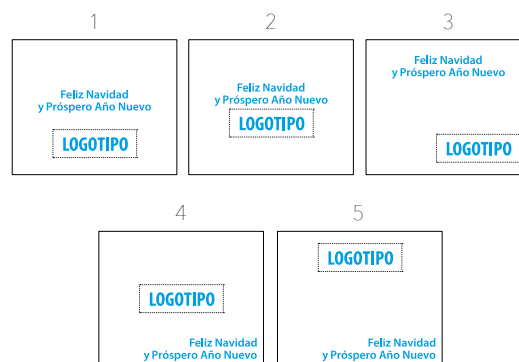 1
Feliz Navidad
y Próspero Año Nuevo
LOGOTIPO
2
Feliz Navidad
y Próspero Año Nuevo
LOGOTIPO
3
Feliz Navidad
y Próspero Año Nuevo
LOGOTIPO
4
LOGOTIPO
Feliz Navidad
y Próspero Año Nuevo
5
LOGOTIPO
Feliz Navidad
y Próspero Año Nuevo